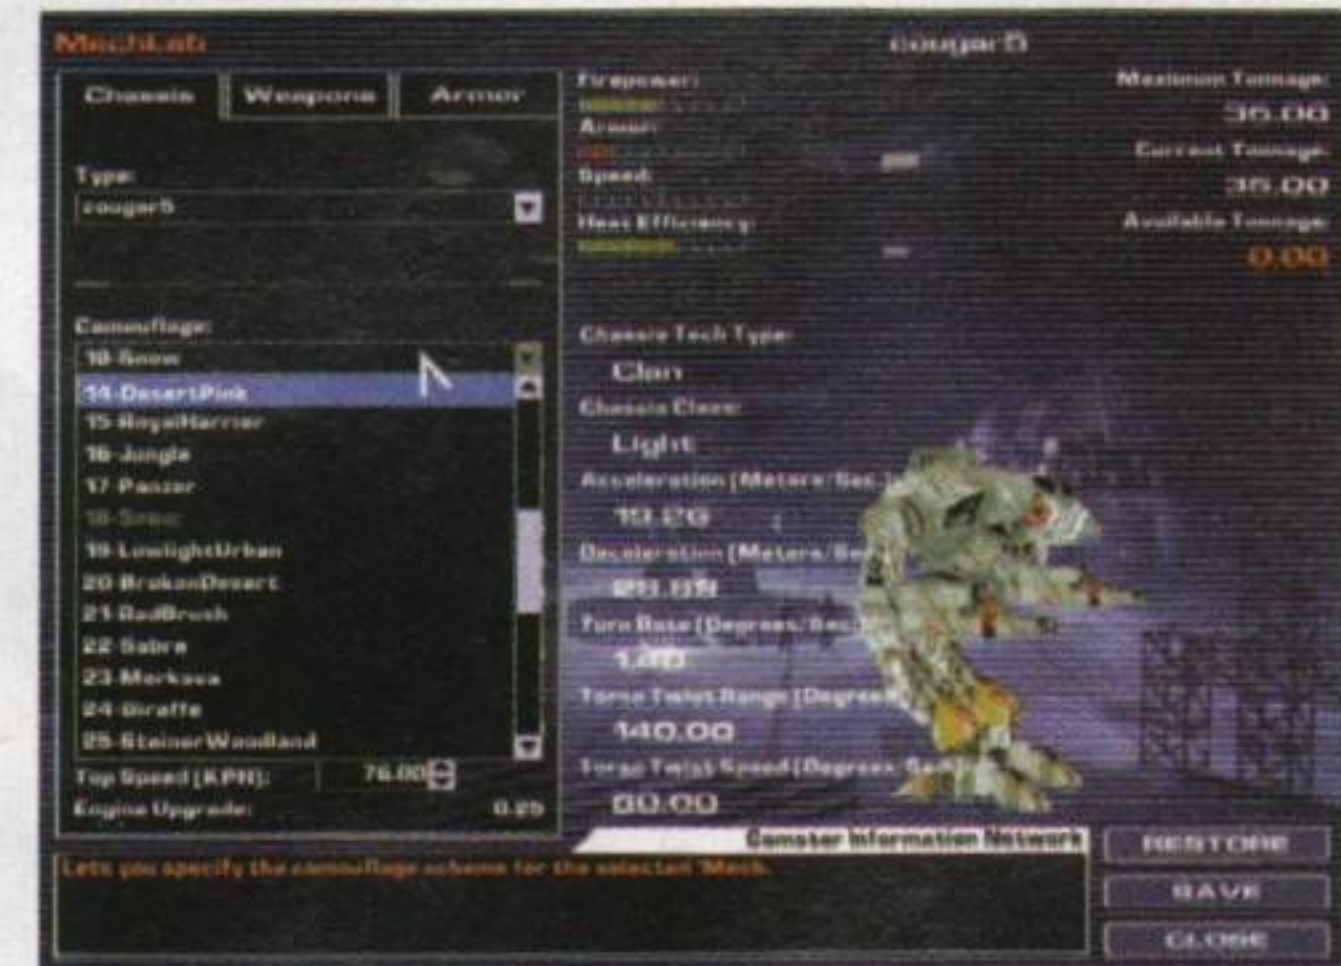 MechLab
cougar5
Chassis
Weapons
Armor
Type:
cougar5
Camouflage:
18-Snow
14-DesertPink
15-RoyalHarrier
16-Jungle
17-Panzer
19-LowlightUrban
20-BrokenDesert
21-RadBrush
22-Sabre
23-Merkava
24-Giraffe
25-SteinerWoodland
Top Speed [KPH]:
76.00
Engine Upgrade:
0.25
Firepower:
Armor:
Speed:
Heat Efficiency:
Maximum Tonnage:
35.00
Current Tonnage:
35.00
Available Tonnage:
0.00
Chassis Tech Type:
Clan
Chassis Class:
Light
Acceleration [Meters/Sec.
Deceleration [Meters/Se
Turn Rate [Degrees/Sec.
Torso Twist Range [Degrees
140.00
Torso Twist Speed [Degrees/Se
Comstar Information Network
Lets you specify the camouflage scheme for the selected 'Mech.
RESTORE
SAVE
CLOSE